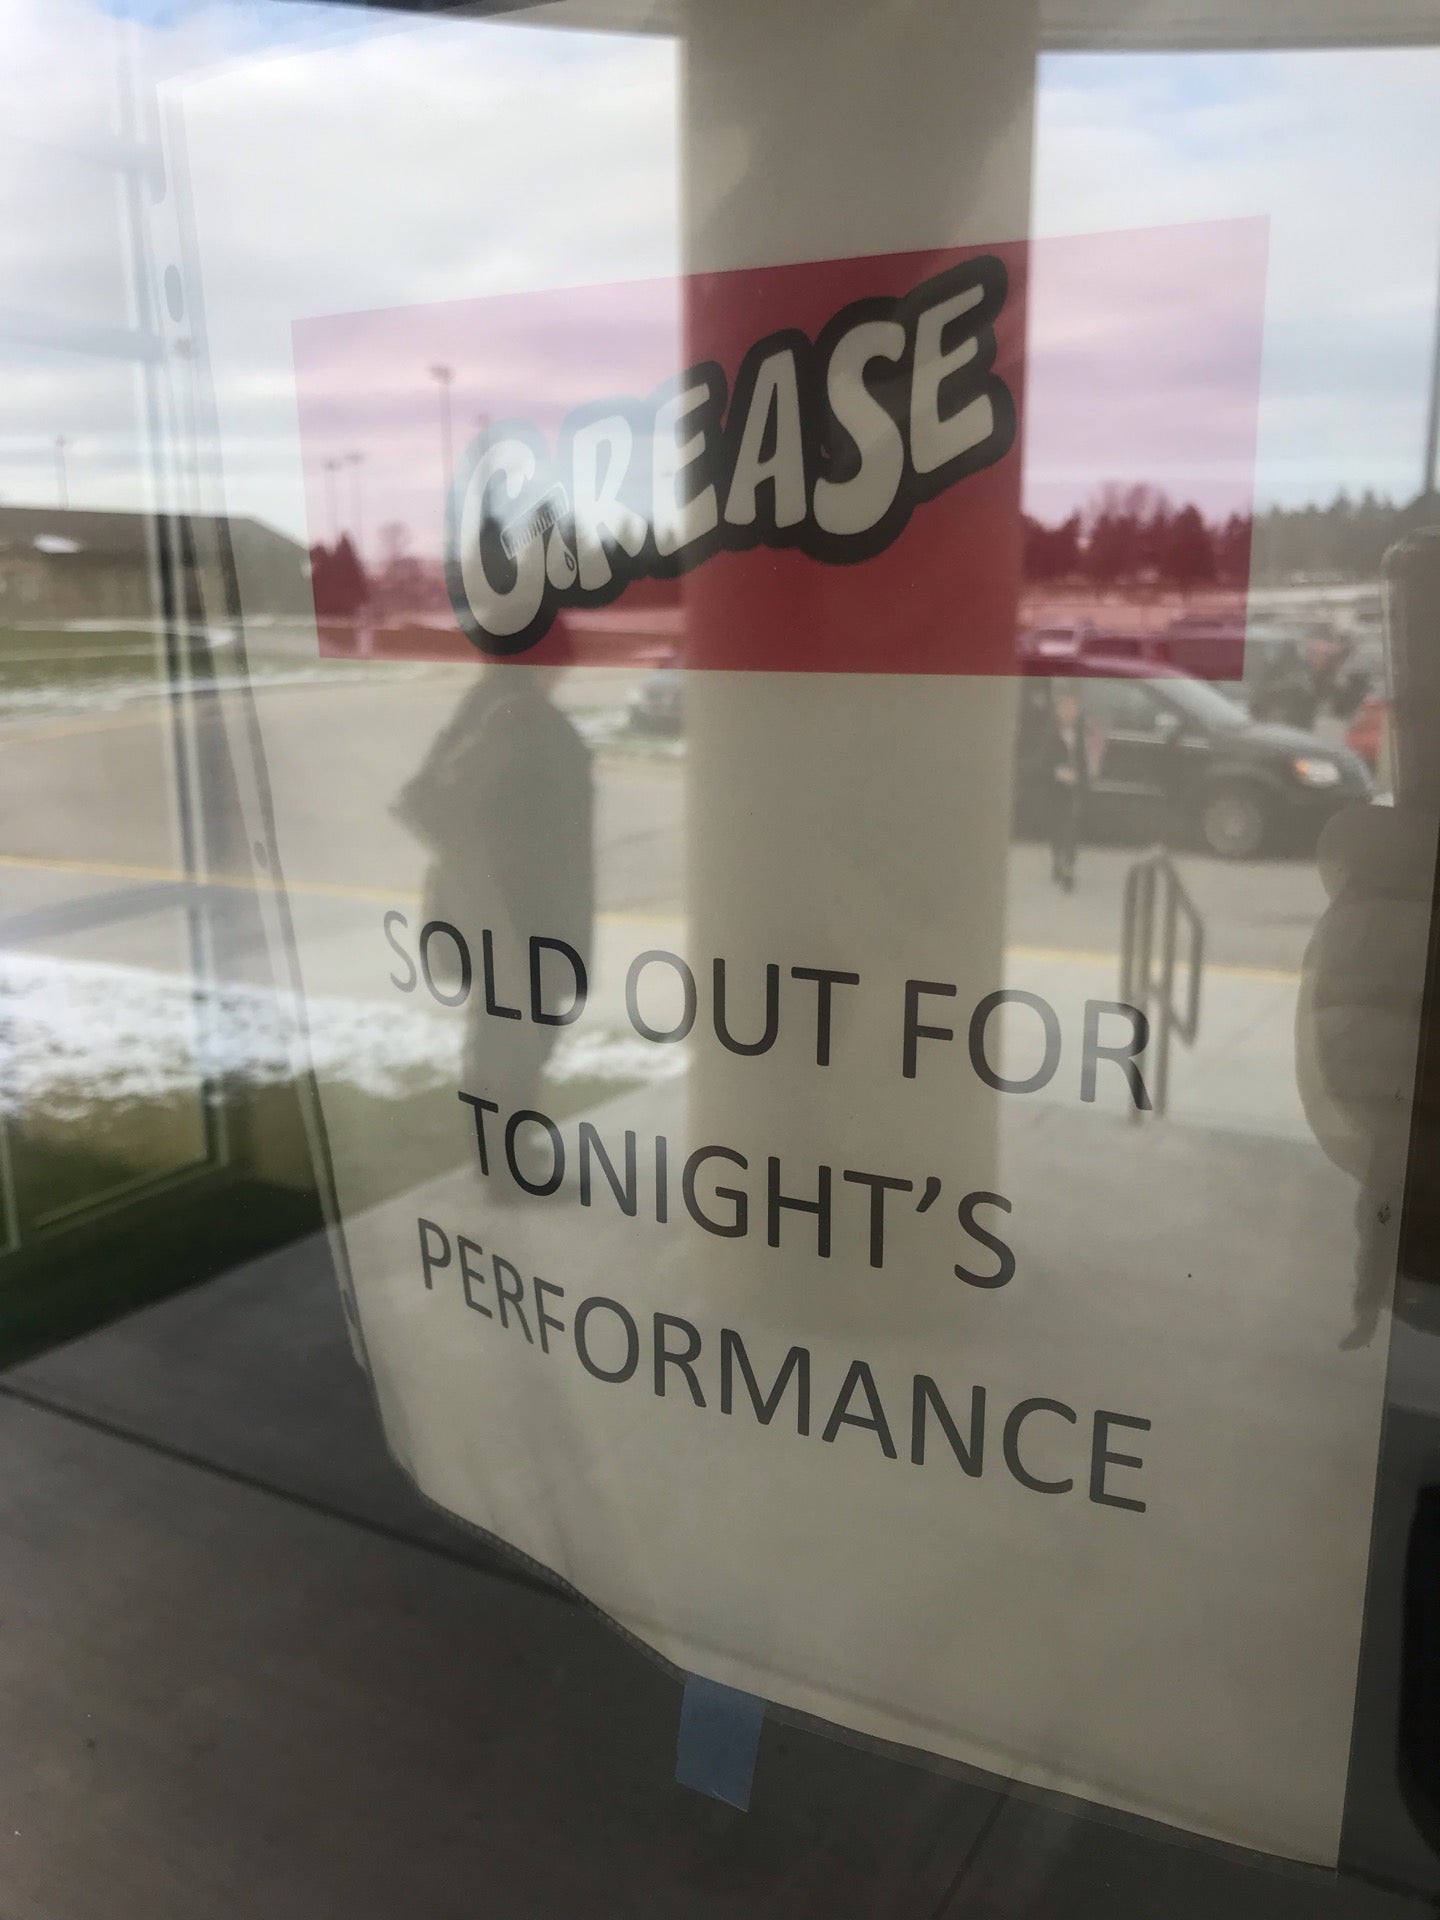 GREASE
SOLD OUT FOR
TONIGHT’S
PERFORMANCE